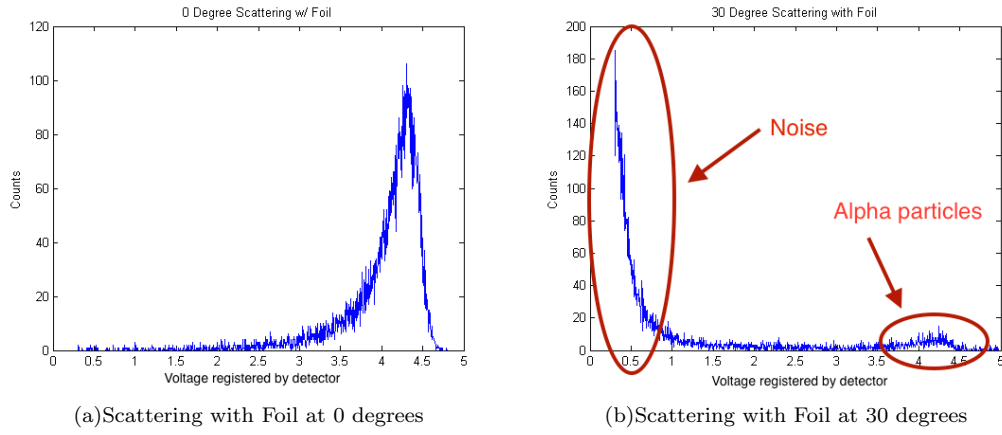 0 Degree Scattering w/ Foil
120
100
80
60
40
20
0
Counts
0 0.5 1 1.5 2 2.5 3 3.5 4 4.5 5
Voltage registered by detector
(a)Scattering with Foil at 0 degrees
30 Degree Scattering with Foil
200
180
160
140
120
100
80
60
40
20
0
Counts
Noise
Alpha particles
0 0.5 1.0 1.5 2 2.5 3 3.5 4.0 4.5 5
Voltage registered by detector
(b)Scattering with Foil at 30 degrees